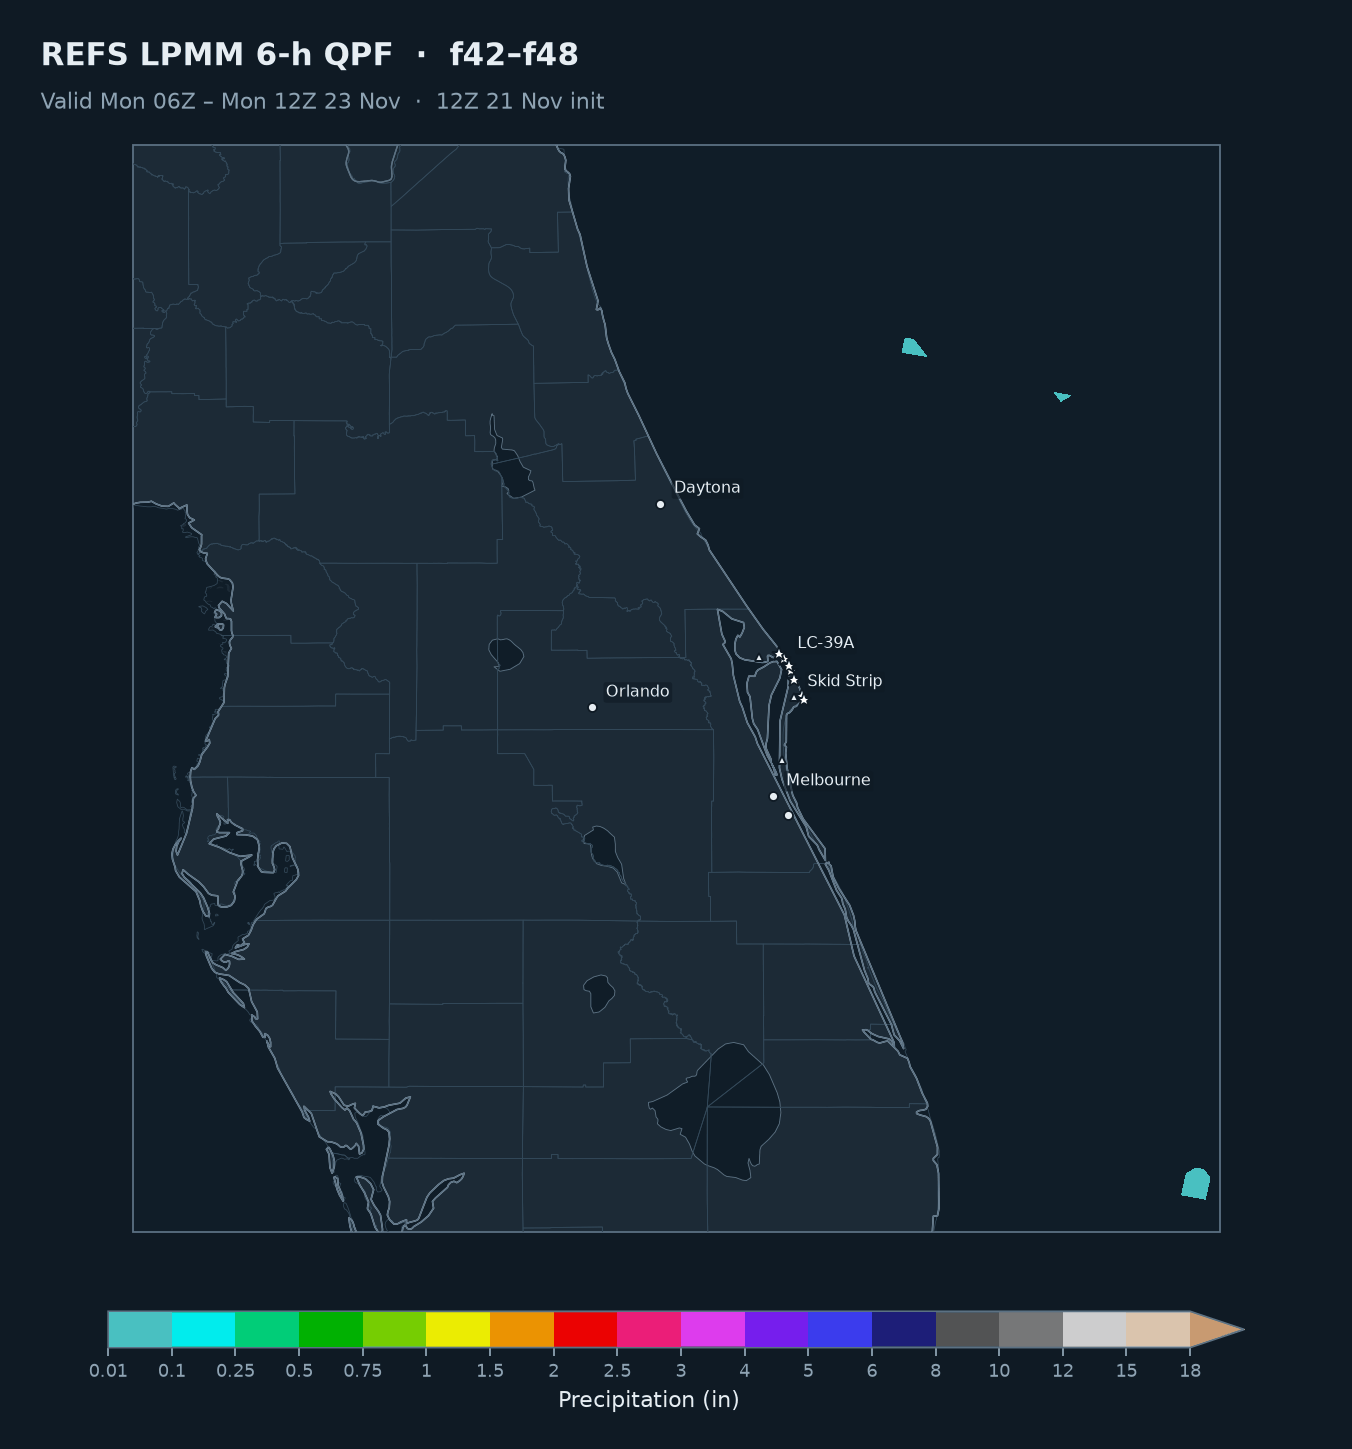 REFS LPMM 6-h QPF · f42–f48
Valid Mon 06Z – Mon 12Z 23 Nov · 12Z 21 Nov init
Daytona
LC-39A
Skid Strip
Orlando
Melbourne
0.01 0.1 0.25 0.5 0.75 1 1.5 2 2.5 3 4 5 6 8 10 12 15 18
Precipitation (in)